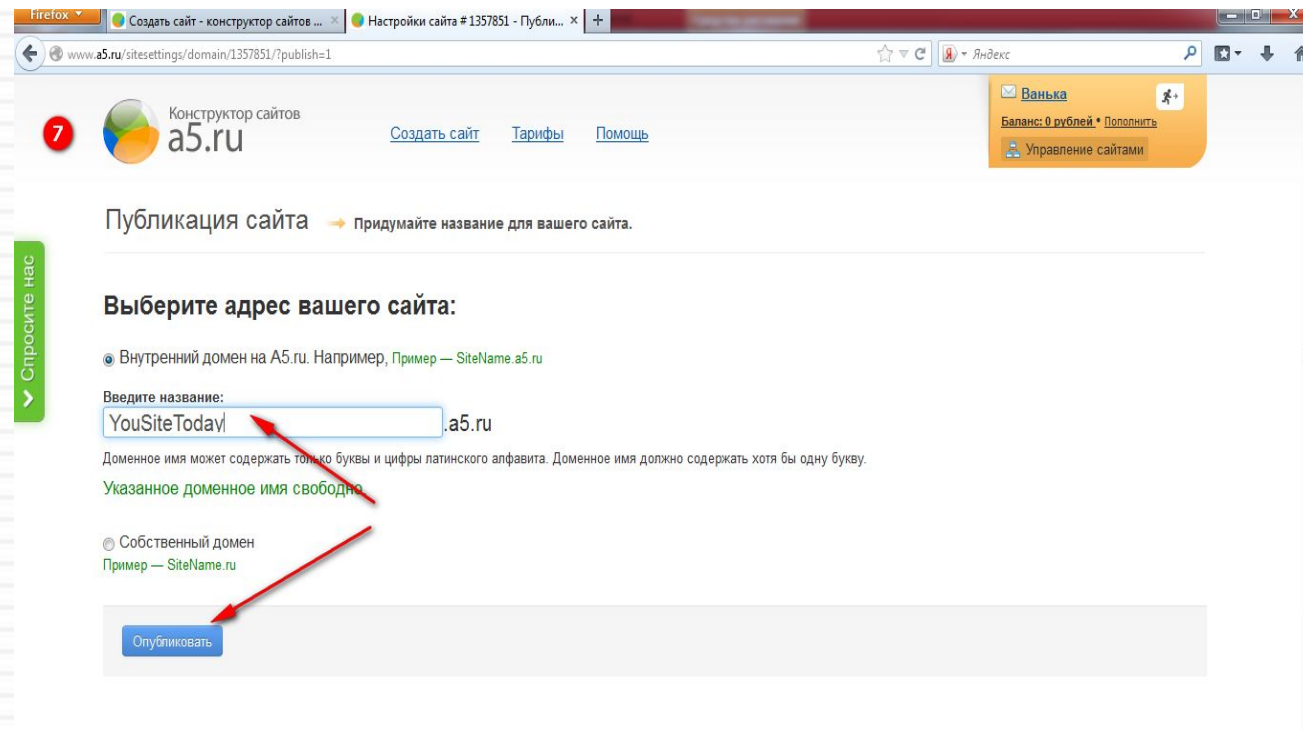 Firefox
Создать сайт - конструктор сайтов ...
Настройки сайта # 1357851 - Публи...
www.a5.ru/sitesettings/domain/1357851/?publish=1
Яндекс
7
Конструктор сайтов
a5.ru
Создать сайт Тарифы Помощь
Ванька
Баланс: 0 рублей • Пополнить
Управление сайтами
Публикация сайта → Придумайте название для вашего сайта.
Спросите нас
Выберите адрес вашего сайта:
Внутренний домен на A5.ru. Например, Пример — SiteName.a5.ru
Введите название:
YouSiteToday .a5.ru
Доменное имя может содержать только буквы и цифры латинского алфавита. Доменное имя должно содержать хотя бы одну букву.
Указанное доменное имя свободно.
Собственный домен
Пример — SiteName.ru
Опубликовать